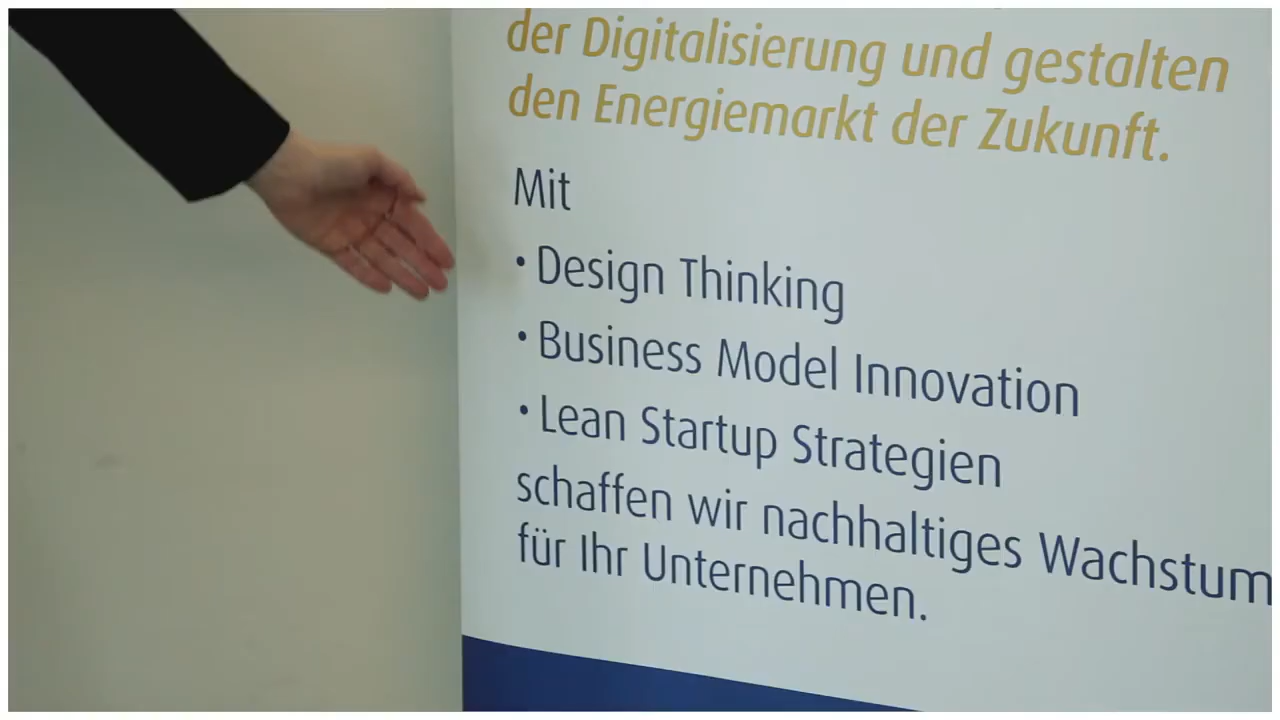 der Digitalisierung und gestalten
den Energiemarkt der Zukunft.
Mit
• Design Thinking
• Business Model Innovation
• Lean Startup Strategien
schaffen wir nachhaltiges Wachstum
für Ihr Unternehmen.